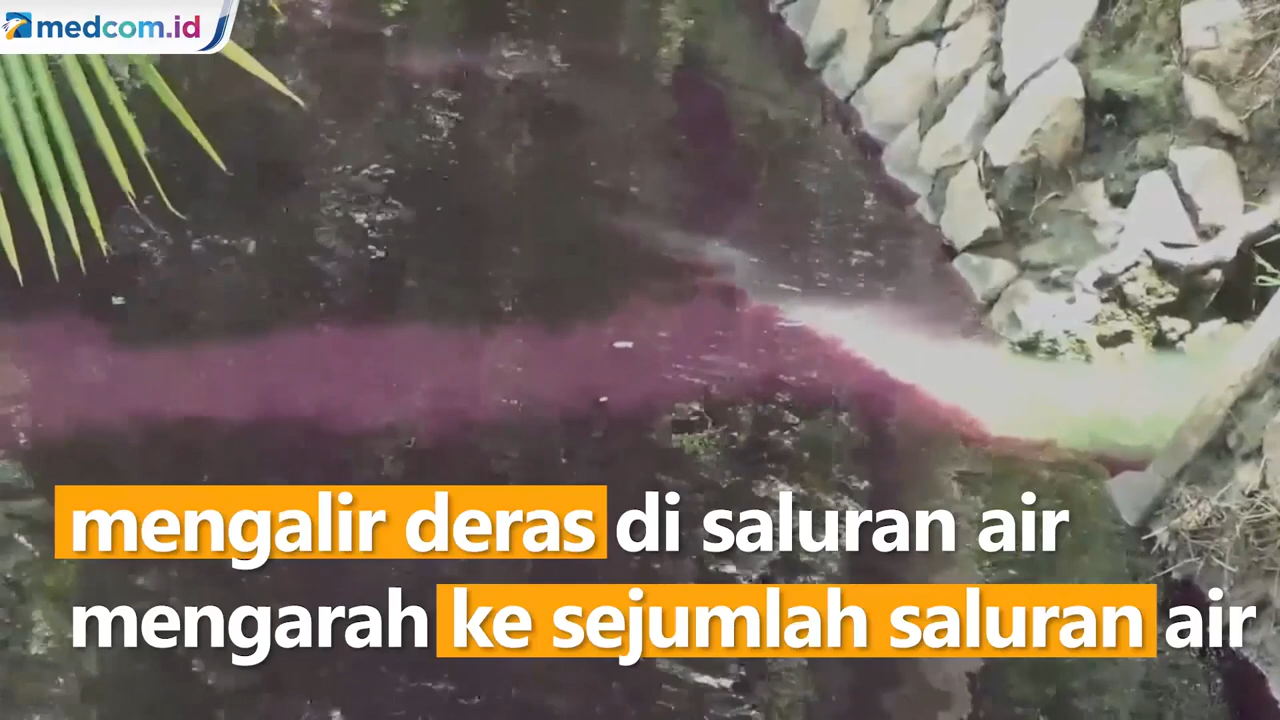 medcom.id
mengalir deras di saluran air
mengarah ke sejumlah saluran air